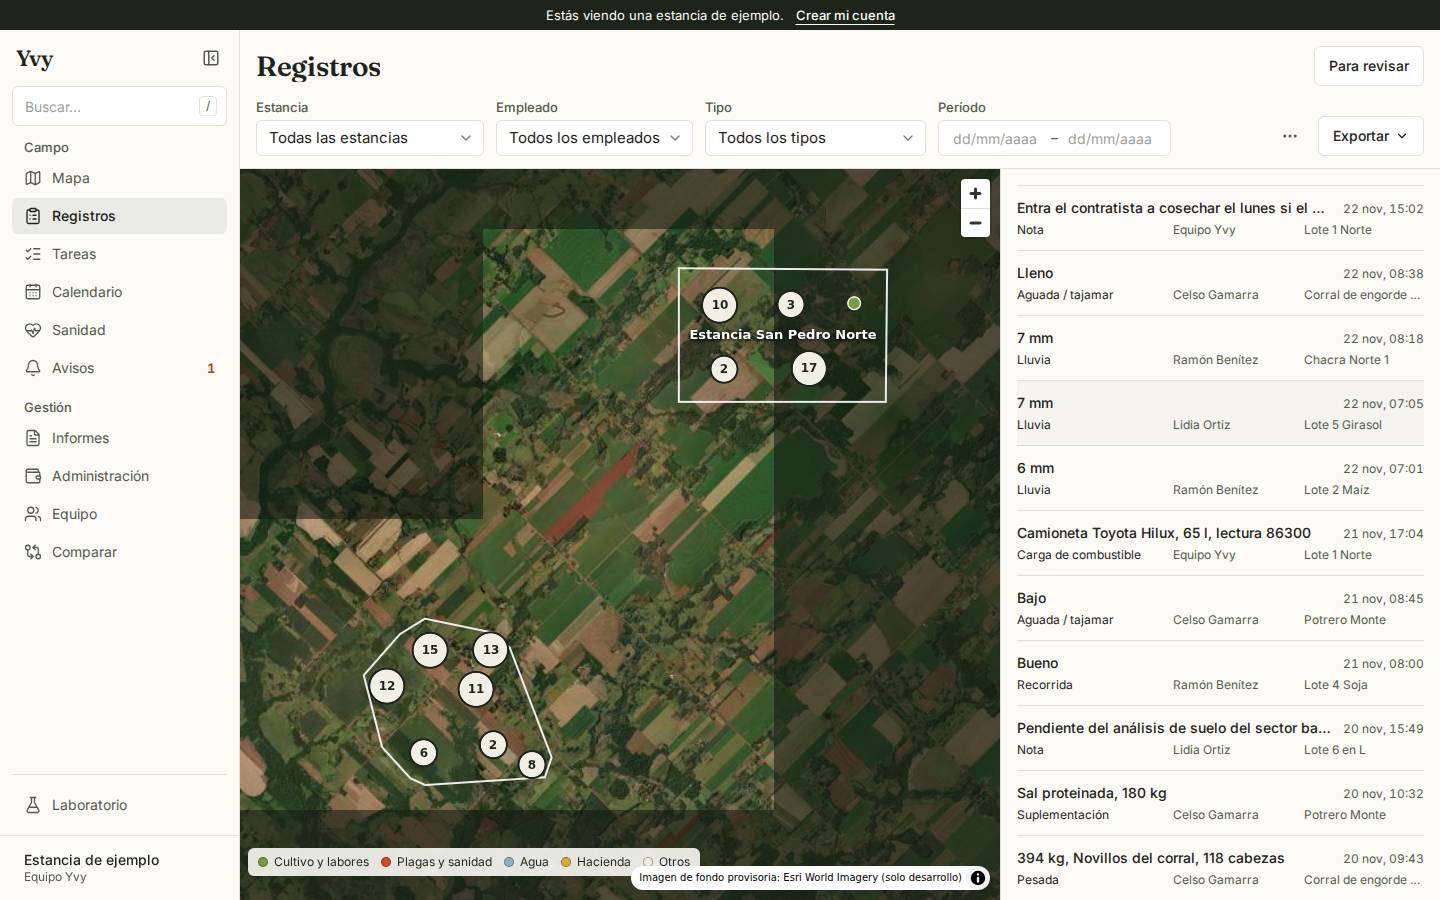 Estás viendo una estancia de ejemplo. Crear mi cuenta
Yvy
Buscar... /
Campo
Mapa
Registros
Tareas
Calendario
Sanidad
Avisos 1
Gestión
Informes
Administración
Equipo
Comparar
Laboratorio
Estancia de ejemplo
Equipo Yvy
Registros
Para revisar
Estancia Empleado Tipo Período
Todas las estancias Todos los empleados Todos los tipos dd/mm/aaaa – dd/mm/aaaa ... Exportar
10 3
Estancia San Pedro Norte
2 17
15 13
12 11
6 2 8
Cultivo y labores Plagas y sanidad Agua Hacienda Otros
Imagen de fondo provisoria: Esri World Imagery (solo desarrollo)
Entra el contratista a cosechar el lunes si el ... 22 nov, 15:02
Nota Equipo Yvy Lote 1 Norte
Lleno 22 nov, 08:38
Aguada / tajamar Celso Gamarra Corral de engorde ...
7 mm 22 nov, 08:18
Lluvia Ramón Benítez Chacra Norte 1
7 mm 22 nov, 07:05
Lluvia Lidia Ortiz Lote 5 Girasol
6 mm 22 nov, 07:01
Lluvia Ramón Benítez Lote 2 Maíz
Camioneta Toyota Hilux, 65 l, lectura 86300 21 nov, 17:04
Carga de combustible Equipo Yvy Lote 1 Norte
Bajo 21 nov, 08:45
Aguada / tajamar Celso Gamarra Potrero Monte
Bueno 21 nov, 08:00
Recorrida Ramón Benítez Lote 4 Soja
Pendiente del análisis de suelo del sector ba... 20 nov, 15:49
Nota Lidia Ortiz Lote 6 en L
Sal proteinada, 180 kg 20 nov, 10:32
Suplementación Celso Gamarra Potrero Monte
394 kg, Novillos del corral, 118 cabezas 20 nov, 09:43
Pesada Celso Gamarra Corral de engorde ...